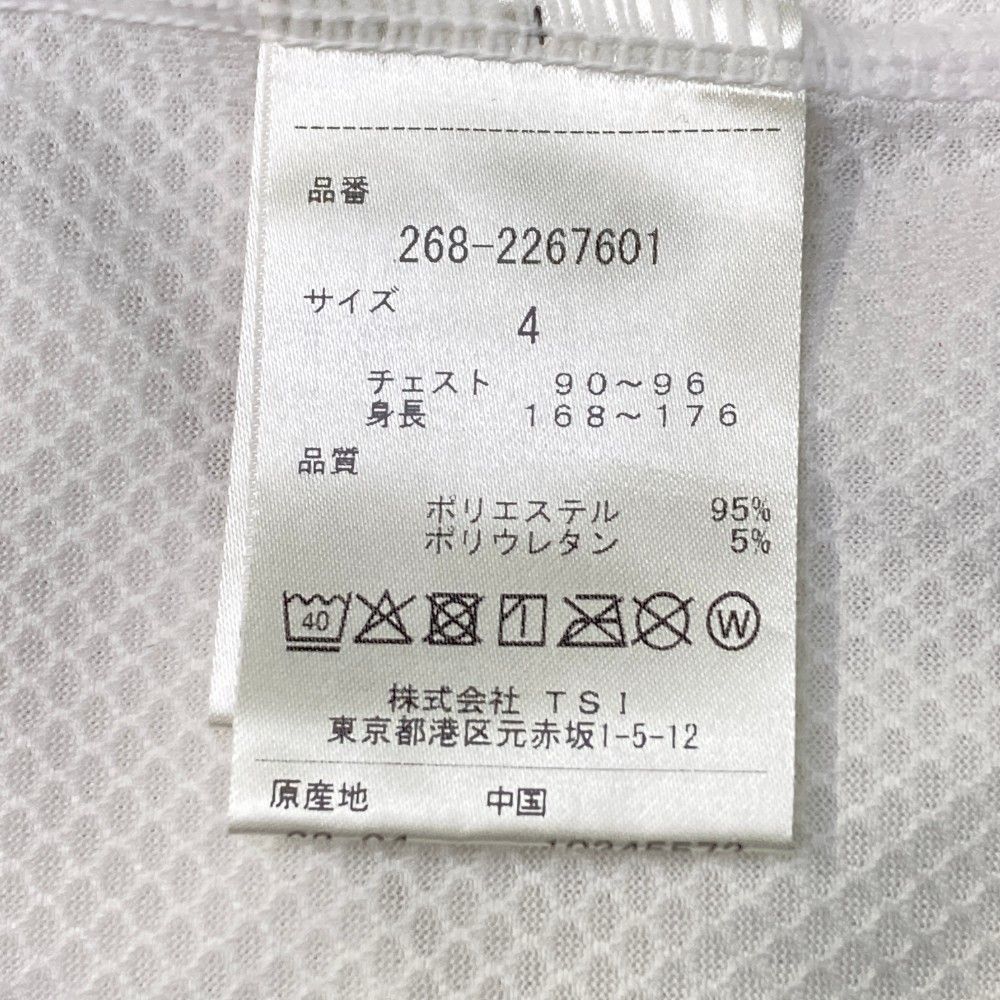 品番
268-2267601
サイズ
4
チェスト 90～96
身長 168～176
品質
ポリエステル 95%
ポリウレタン 5%
40 W
株式会社 TSI
東京都港区元赤坂1-5-12
原産地 中国